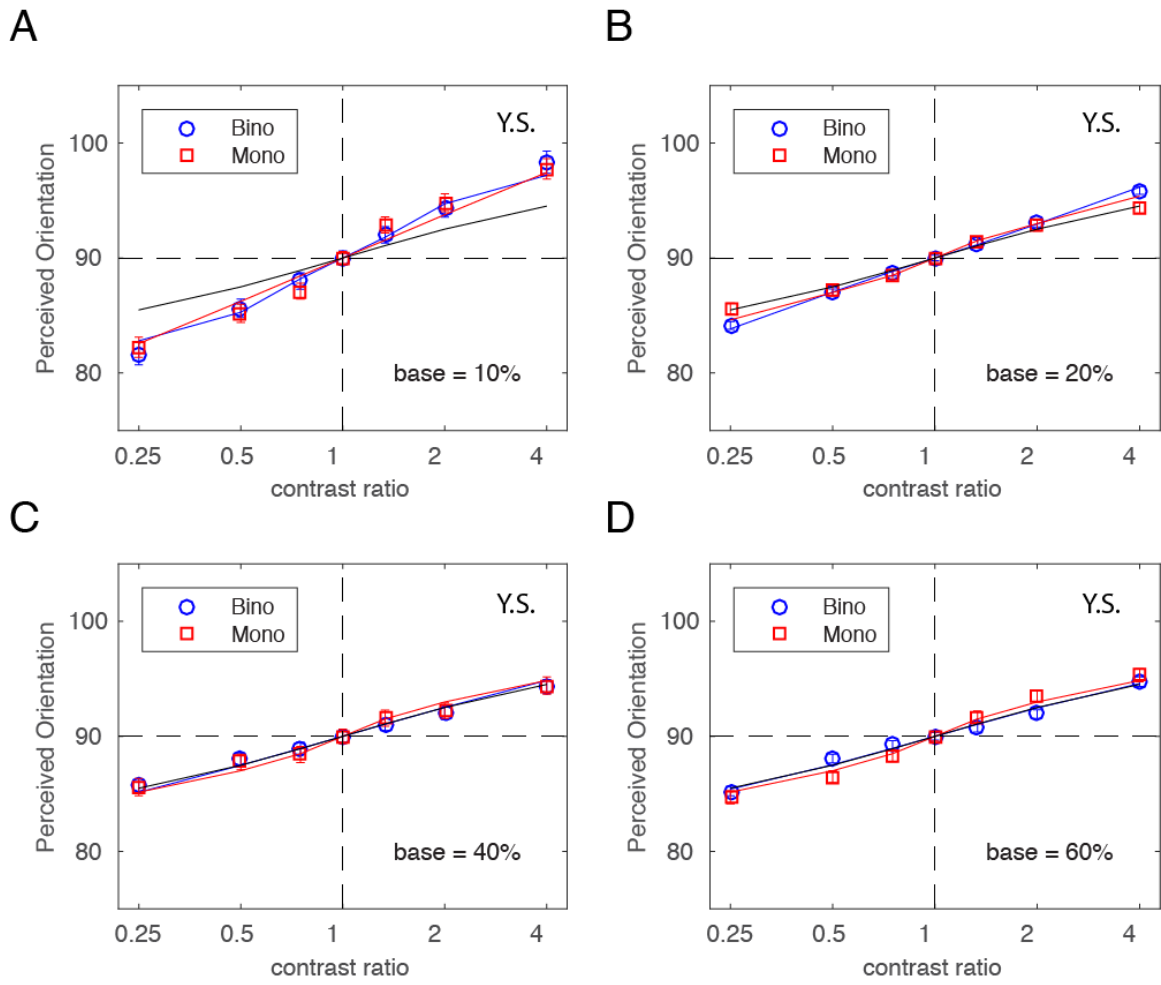 A
Perceived Orientation
100
90
80
Bino
Mono
Y.S.
base = 10%
0.25 0.5 1 2 4
contrast ratio
B
Perceived Orientation
100
90
80
Bino
Mono
Y.S.
base = 20%
0.25 0.5 1 2 4
contrast ratio
C
Perceived Orientation
100
90
80
Bino
Mono
Y.S.
base = 40%
0.25 0.5 1 2 4
contrast ratio
D
Perceived Orientation
100
90
80
Bino
Mono
Y.S.
base = 60%
0.25 0.5 1 2 4
contrast ratio